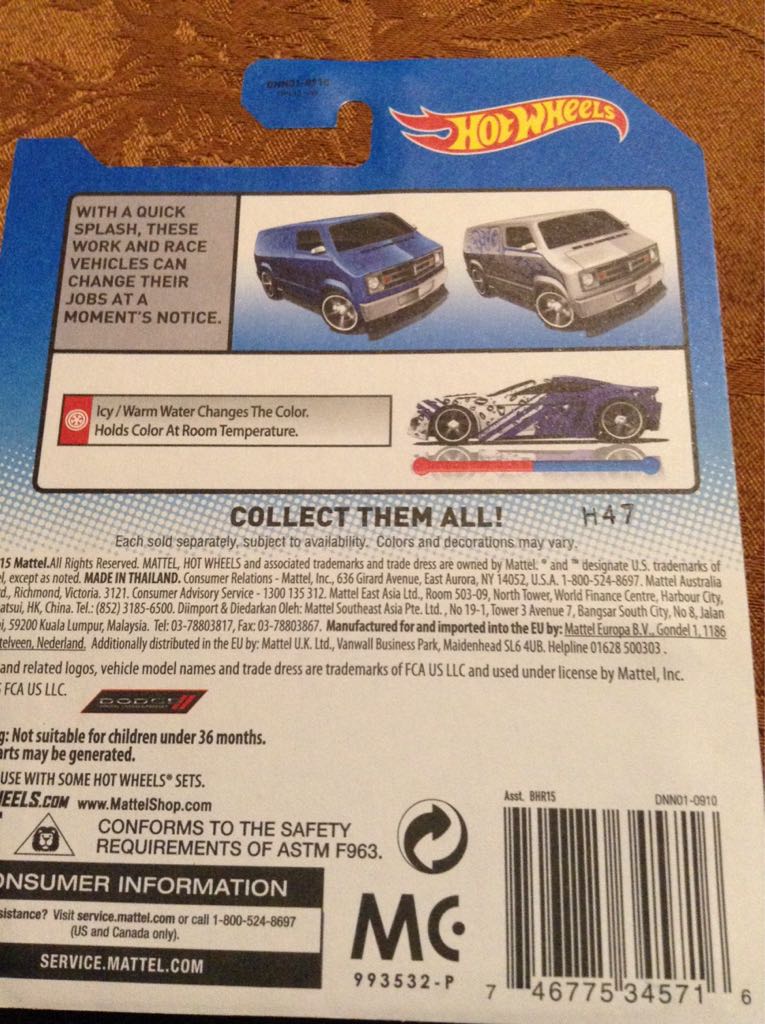 DNN01-0910
HOT WHEELS
WITH A QUICK
SPLASH, THESE
WORK AND RACE
VEHICLES CAN
CHANGE THEIR
JOBS AT A
MOMENT'S NOTICE.
Icy / Warm Water Changes The Color.
Holds Color At Room Temperature.
COLLECT THEM ALL! H47
Each sold separately, subject to availability. Colors and decorations may vary.
15 Mattel. All Rights Reserved. MATTEL, HOT WHEELS and associated trademarks and trade dress are owned by Mattel. ® and ™ designate U.S. trademarks of
l, except as noted. MADE IN THAILAND. Consumer Relations - Mattel, Inc., 636 Girard Avenue, East Aurora, NY 14052, U.S.A. 1-800-524-8697. Mattel Australia
d., Richmond, Victoria. 3121. Consumer Advisory Service - 1300 135 312. Mattel East Asia Ltd., Room 503-09, North Tower, World Finance Centre, Harbour City,
atsui, HK, China. Tel.: (852) 3185-6500. Diimport & Diedarkan Oleh: Mattel Southeast Asia Pte. Ltd., No 19-1, Tower 3 Avenue 7, Bangsar South City, No 8, Jalan
i, 59200 Kuala Lumpur, Malaysia. Tel: 03-78803817, Fax: 03-78803867. Manufactured for and imported into the EU by: Mattel Europa B.V., Gondel 1, 1186
telveen, Nederland. Additionally distributed in the EU by: Mattel U.K. Ltd., Vanwall Business Park, Maidenhead SL6 4UB. Helpline 01628 500303.
and related logos, vehicle model names and trade dress are trademarks of FCA US LLC and used under license by Mattel, Inc.
FCA US LLC.
DODGE
g: Not suitable for children under 36 months.
arts may be generated.
USE WITH SOME HOT WHEELS® SETS.
EELS.COM www.MattelShop.com
CONFORMS TO THE SAFETY
REQUIREMENTS OF ASTM F963.
ONSUMER INFORMATION
sistance? Visit service.mattel.com or call 1-800-524-8697
(US and Canada only).
SERVICE.MATTEL.COM
MC
993532-P
Asst. BHR15 DNN01-0910
7 46775 34571 6